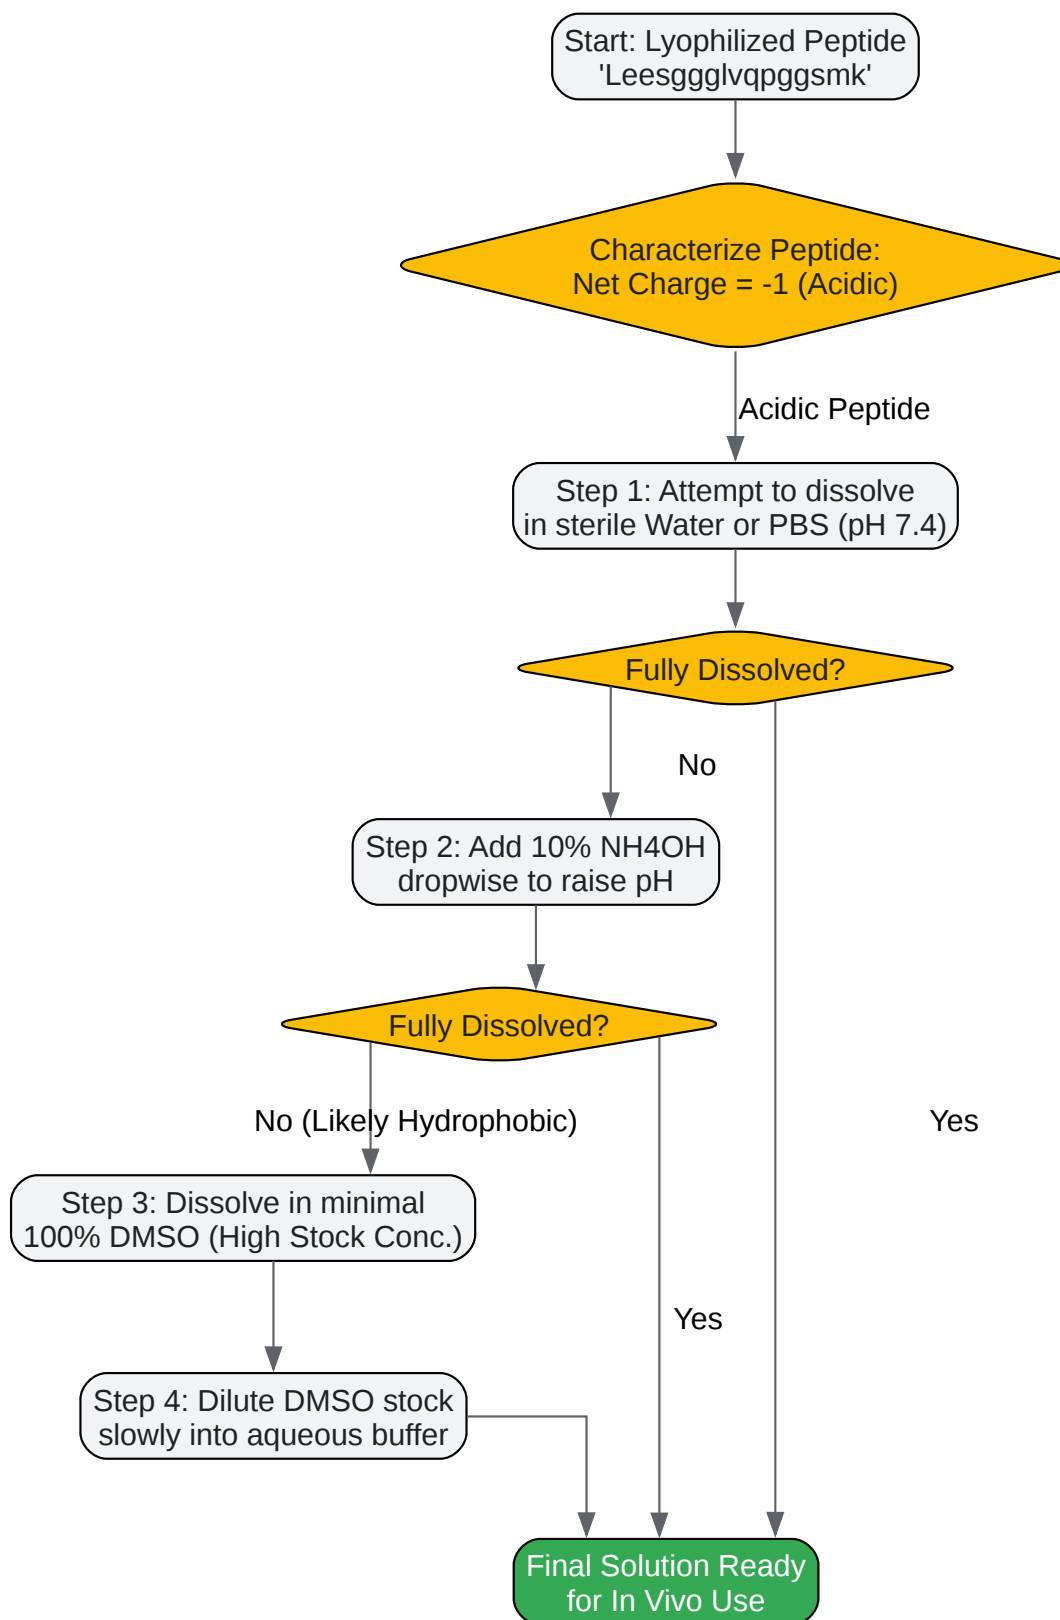 Start: Lyophilized Peptide
'Leesggglvqpggsmk'
Characterize Peptide:
Net Charge = -1 (Acidic)
Acidic Peptide
Step 1: Attempt to dissolve
in sterile Water or PBS (pH 7.4)
Fully Dissolved?
No
Step 2: Add 10% NH4OH
dropwise to raise pH
Fully Dissolved?
No (Likely Hydrophobic)
Yes
Step 3: Dissolve in minimal
100% DMSO (High Stock Conc.)
Yes
Step 4: Dilute DMSO stock
slowly into aqueous buffer
Final Solution Ready
for In Vivo Use